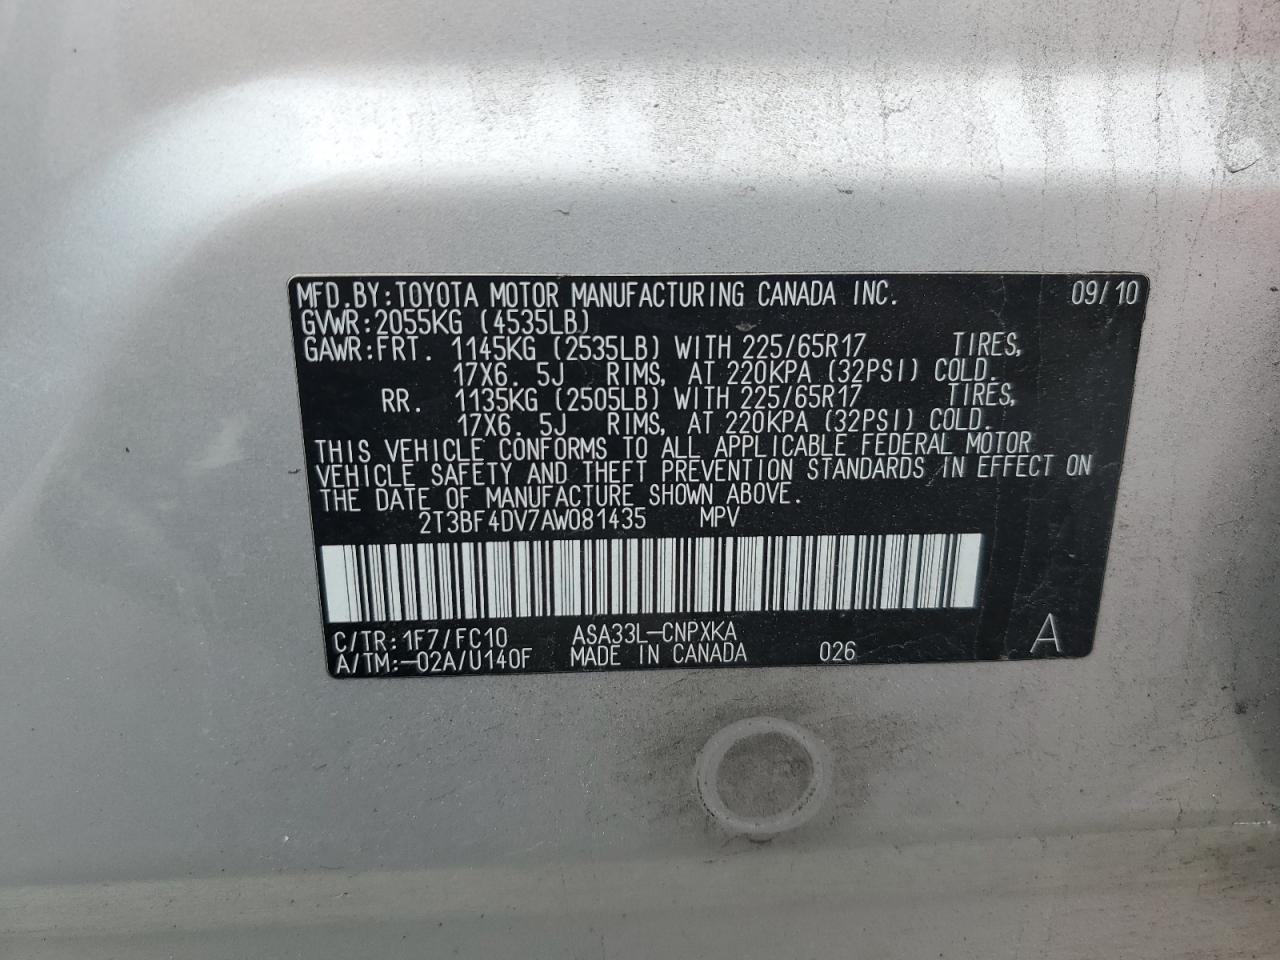 MFD.BY:TOYOTA MOTOR MANUFACTURING CANADA INC. 09/10
GVWR:2055KG (4535LB)
GAWR:FRT. 1145KG (2535LB) WITH 225/65R17 TIRES,
17X6.5J RIMS, AT 220KPA (32PSI) COLD.
RR. 1135KG (2505LB) WITH 225/65R17 TIRES,
17X6.5J RIMS, AT 220KPA (32PSI) COLD.
THIS VEHICLE CONFORMS TO ALL APPLICABLE FEDERAL MOTOR
VEHICLE SAFETY AND THEFT PREVENTION STANDARDS IN EFFECT ON
THE DATE OF MANUFACTURE SHOWN ABOVE.
2T3BF4DV7AW081435 MPV
C/TR:1F7/FC10 ASA33L-CNPXKA
A/TM:-02A/U140F MADE IN CANADA 026 A